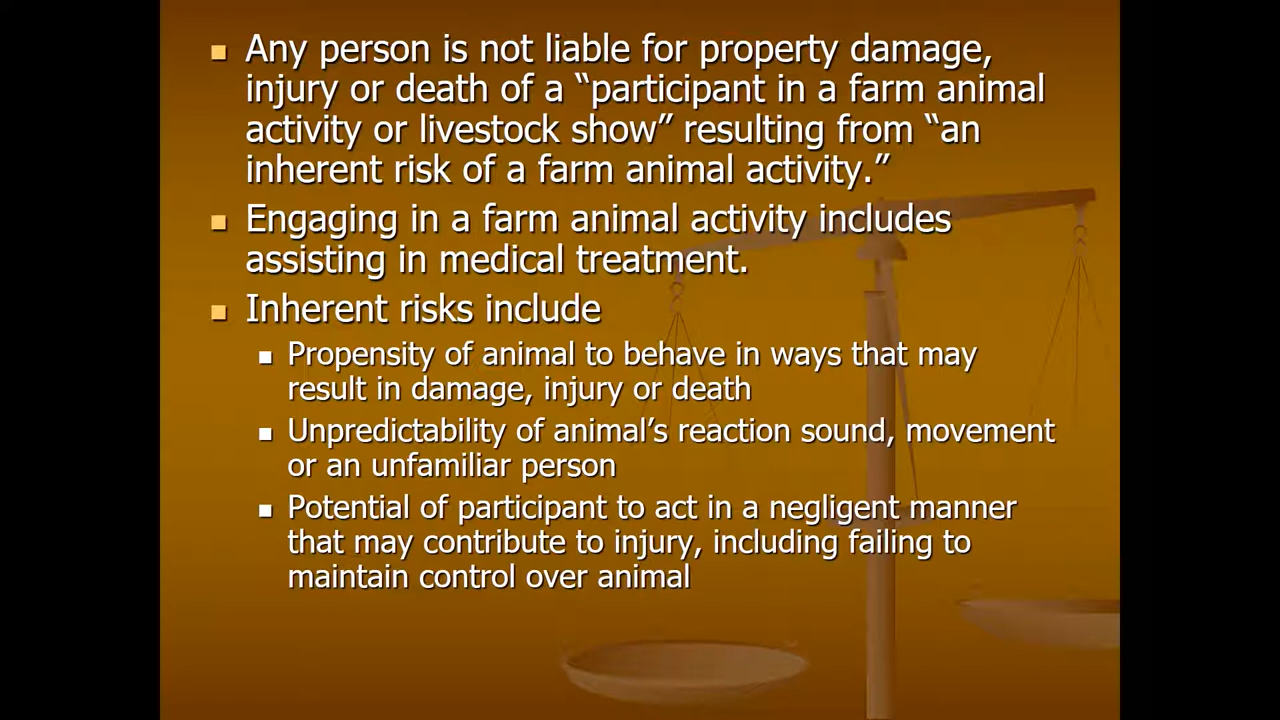 Any person is not liable for property damage,
injury or death of a “participant in a farm animal
activity or livestock show” resulting from “an
inherent risk of a farm animal activity.”
Engaging in a farm animal activity includes
assisting in medical treatment.
Inherent risks include
Propensity of animal to behave in ways that may
result in damage, injury or death
Unpredictability of animal’s reaction sound, movement
or an unfamiliar person
Potential of participant to act in a negligent manner
that may contribute to injury, including failing to
maintain control over animal